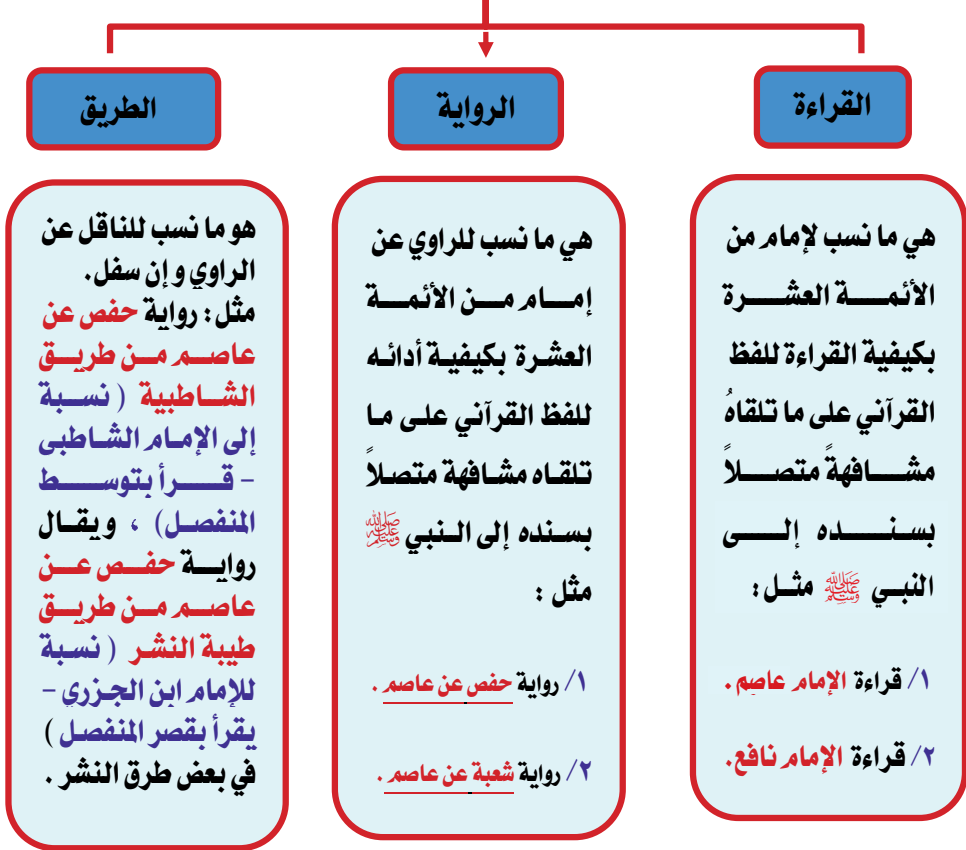 القراءة
هي ما نسب لإمام من
الأئمة العشرة
بكيفية القراءة للفظ
القرآني على ما تلقاهُ
مشافهةً متصلاً
بسنده إلى
النبي ﷺ مثل:
١/ قراءة الإمام عاصم.
٢/ قراءة الإمام نافع.
الرواية
هي ما نسب للراوي عن
إمام من الأئمة
العشرة بكيفية أدائه
للفظ القرآني على ما
تلقاه مشافهة متصلاً
بسنده إلى النبي ﷺ
مثل :
١/ رواية حفص عن عاصم .
٢/ رواية شعبة عن عاصم .
الطريق
هو ما نسب للناقل عن
الراوي وإن سفل.
مثل: رواية حفص عن
عاصم من طريق
الشاطبية ( نسبة
إلى الإمام الشاطبى
- قرأ بتوسط
المنفصل) ، ويقال
رواية حفص عن
عاصم من طريق
طيبة النشر ( نسبة
للإمام ابن الجزري -
يقرأ بقصر المنفصل )
في بعض طرق النشر .